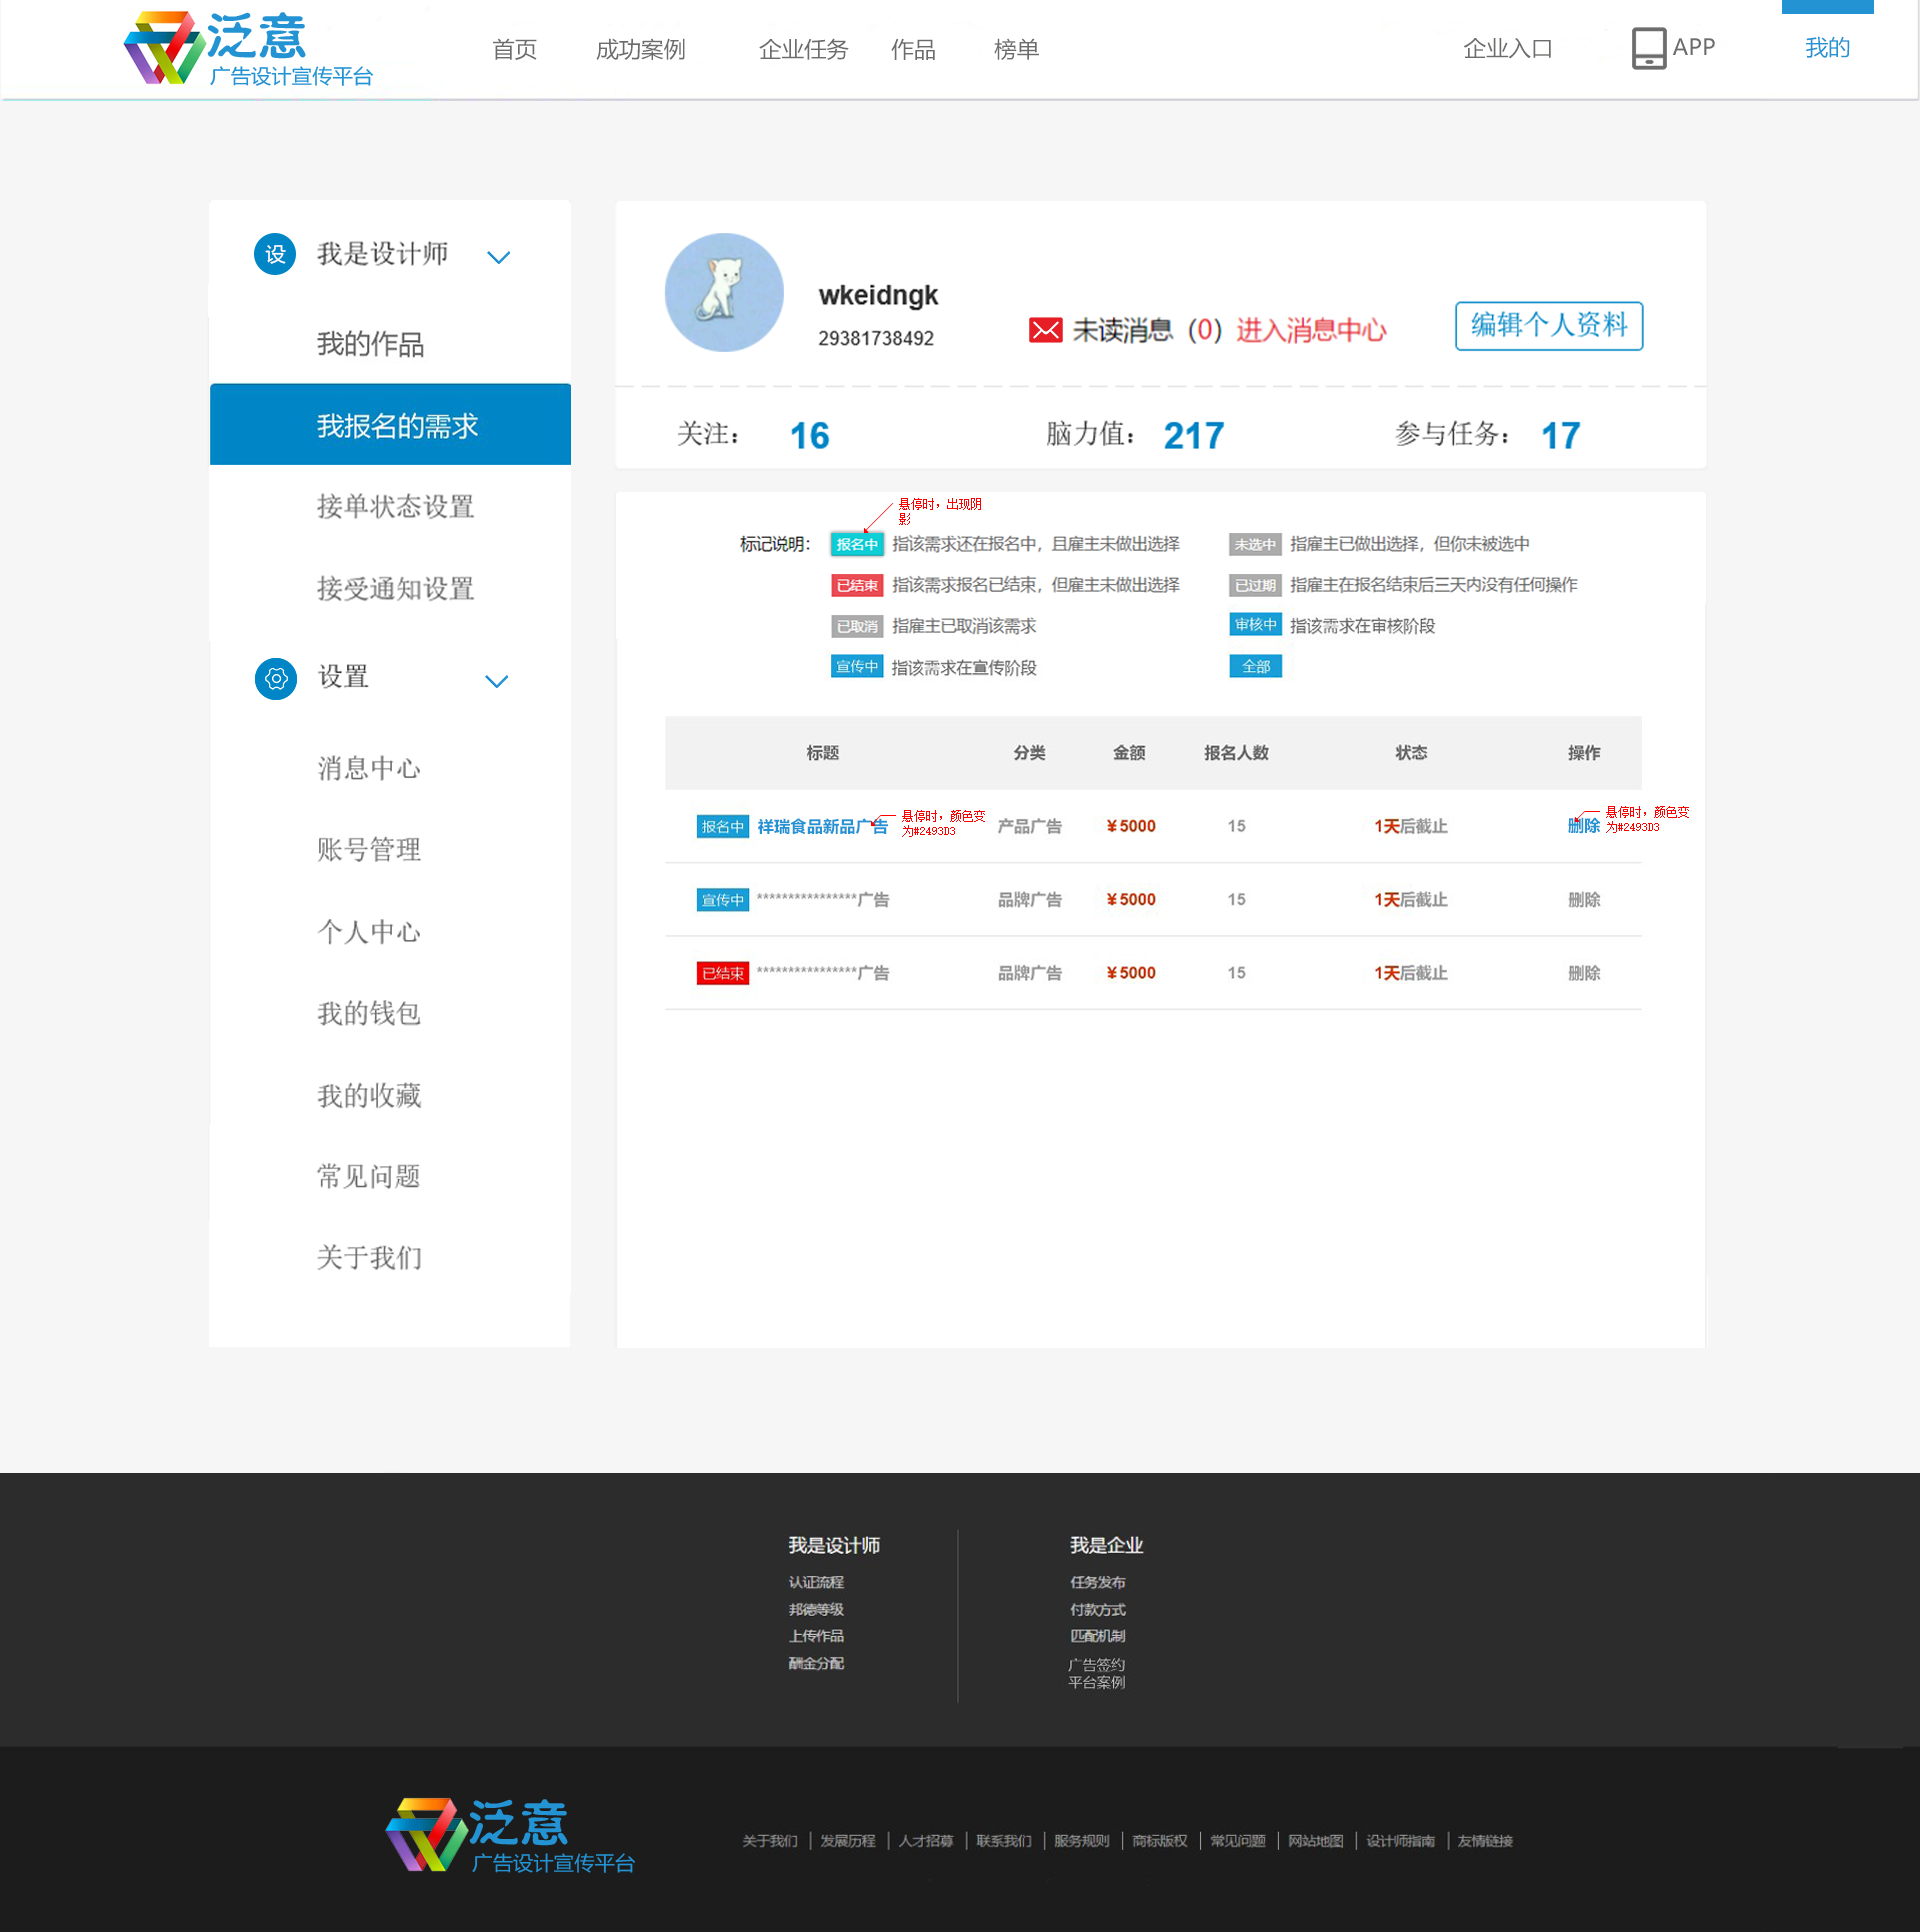 泛意
广告设计宣传平台
首页 成功案例 企业任务 作品 榜单 企业入口 APP 我的
设 我是设计师
我的作品
我报名的需求
接单状态设置
接受通知设置
设置
消息中心
账号管理
个人中心
我的钱包
我的收藏
常见问题
关于我们
wkeidngk
29381738492
未读消息（0）进入消息中心
编辑个人资料
关注： 16 脑力值： 217 参与任务： 17
悬停时，出现阴
影
标记说明： 报名中 指该需求还在报名中，且雇主未做出选择 未选中 指雇主已做出选择，但你未被选中
已结束 指该需求报名已结束，但雇主未做出选择 已过期 指雇主在报名结束后三天内没有任何操作
已取消 指雇主已取消该需求 审核中 指该需求在审核阶段
宣传中 指该需求在宣传阶段 全部
标题 分类 金额 报名人数 状态 操作
报名中 祥瑞食品新品广告 产品广告 ¥5000 15 1天后截止 删除
悬停时，颜色变
为#2493D3
悬停时，颜色变
为#2493D3
宣传中 ****************广告 品牌广告 ¥5000 15 1天后截止 删除
已结束 ****************广告 品牌广告 ¥5000 15 1天后截止 删除
我是设计师
认证流程
邦德等级
上传作品
酬金分配
我是企业
任务发布
付款方式
匹配机制
广告签约
平台案例
泛意
广告设计宣传平台
关于我们 | 发展历程 | 人才招募 | 联系我们 | 服务规则 | 商标版权 | 常见问题 | 网站地图 | 设计师指南 | 友情链接